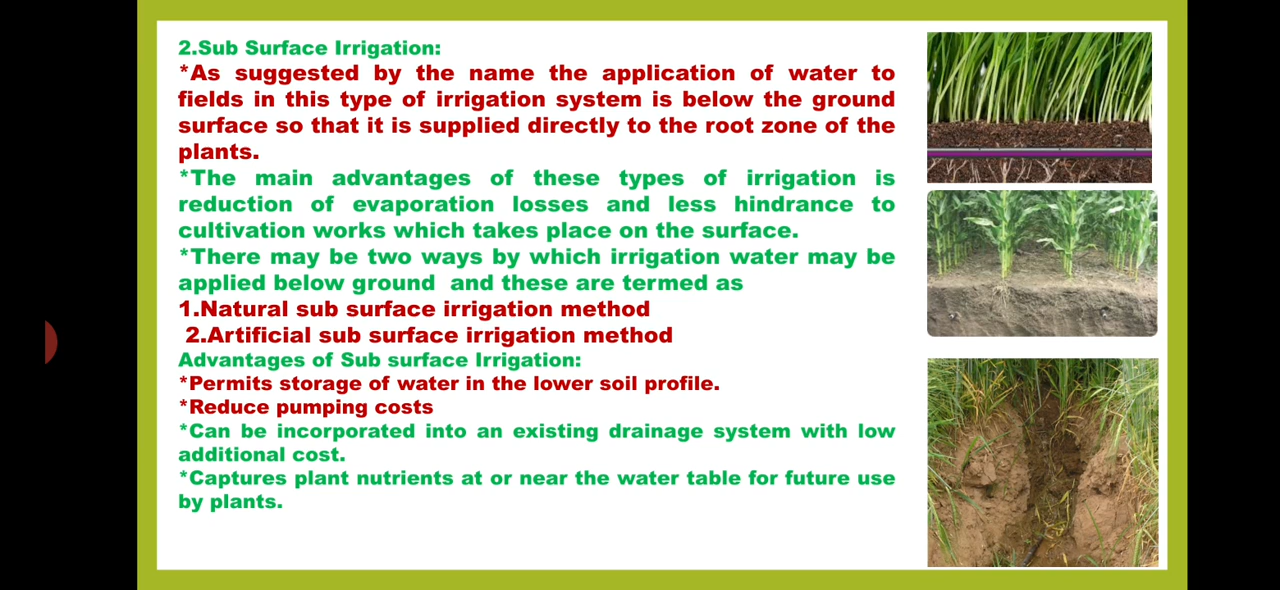 2.Sub Surface Irrigation:
*As suggested by the name the application of water to
fields in this type of irrigation system is below the ground
surface so that it is supplied directly to the root zone of the
plants.
*The main advantages of these types of irrigation is
reduction of evaporation losses and less hindrance to
cultivation works which takes place on the surface.
*There may be two ways by which irrigation water may be
applied below ground  and these are termed as
1.Natural sub surface irrigation method
2.Artificial sub surface irrigation method
Advantages of Sub surface Irrigation:
*Permits storage of water in the lower soil profile.
*Reduce pumping costs
*Can be incorporated into an existing drainage system with low
additional cost.
*Captures plant nutrients at or near the water table for future use
by plants.